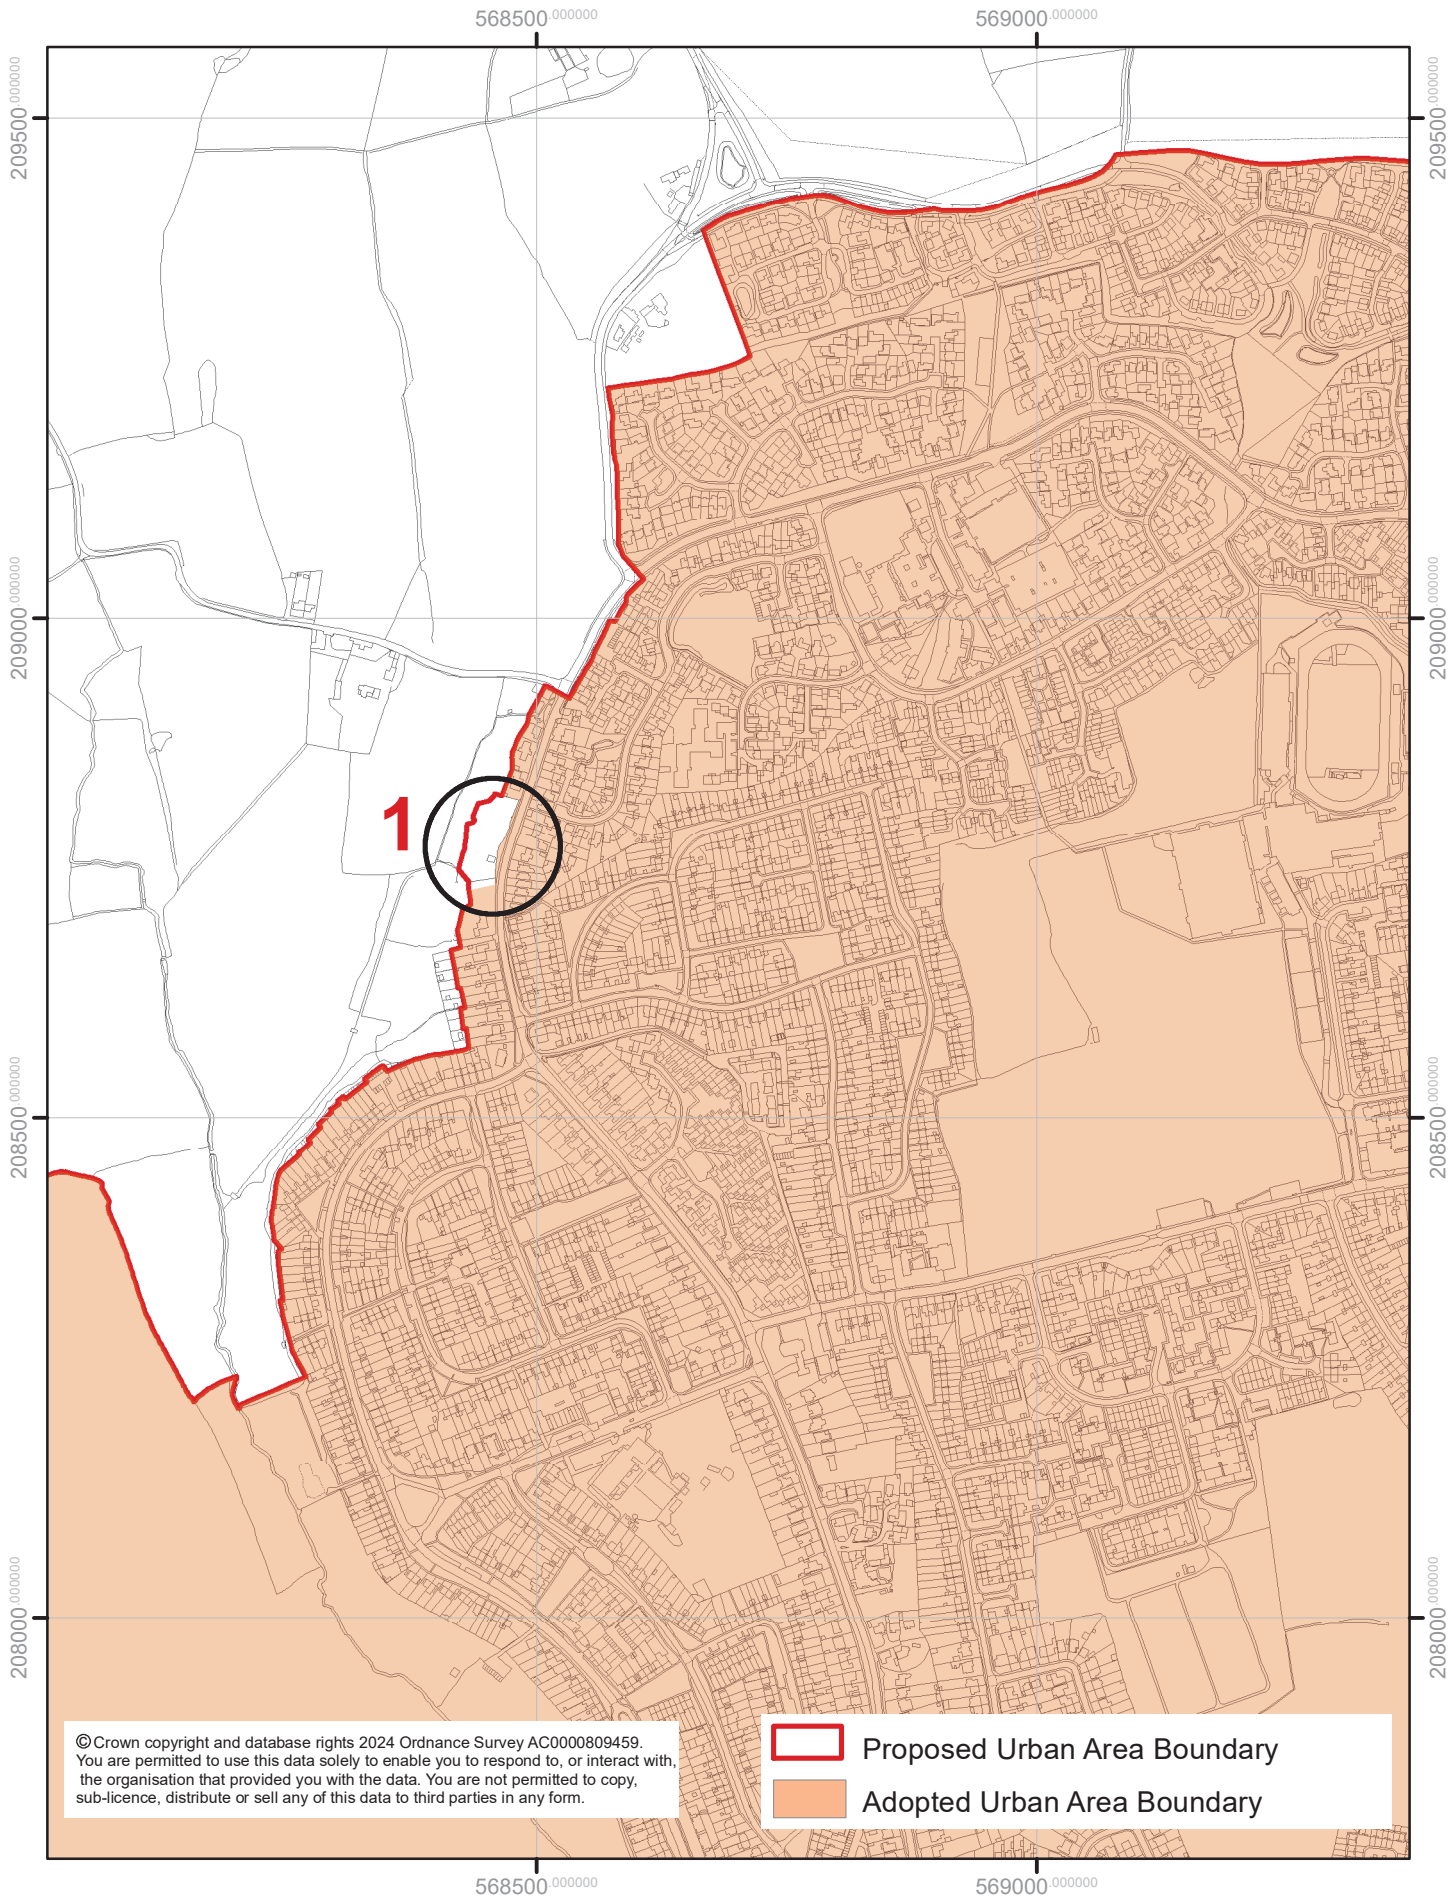 568500.000000
569000.000000
209500.000000
209500.000000
209000.000000
209000.000000
1
208500.000000
208500.000000
208000.000000
208000.000000
©Crown copyright and database rights 2024 Ordnance Survey AC0000809459.
You are permitted to use this data solely to enable you to respond to, or interact with,
the organisation that provided you with the data. You are not permitted to copy,
sub-licence, distribute or sell any of this data to third parties in any form.
Proposed Urban Area Boundary
Adopted Urban Area Boundary
568500.000000
569000.000000